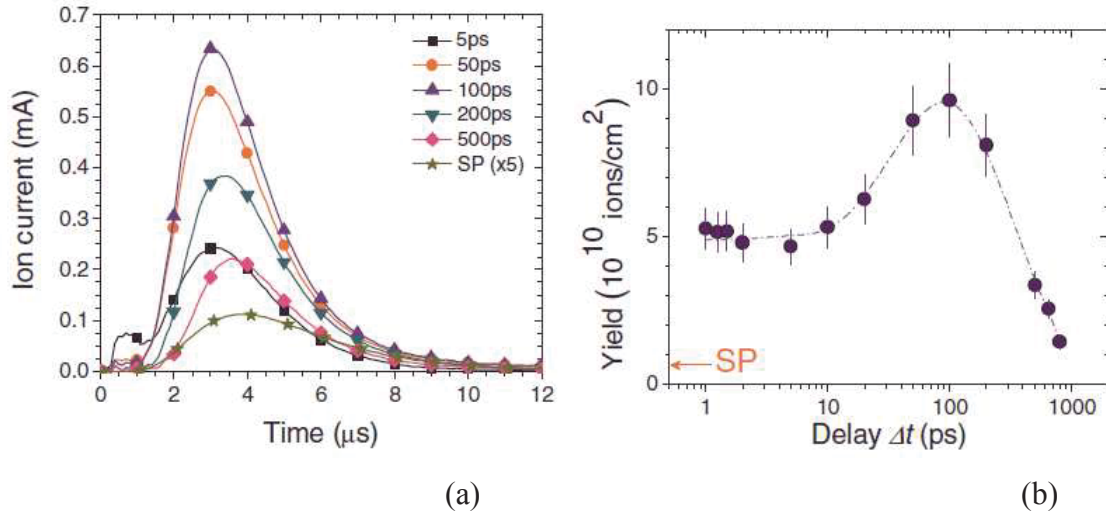 0.7
0.6
0.5
0.4
0.3
0.2
0.1
0.0
Ion current (mA)
5ps
50ps
100ps
200ps
500ps
SP (x5)
0 2 4 6 8 10 12
Time (μs)
(a)
10
5
0
Yield (10^10 ions/cm^2)
SP
1 10 100 1000
Delay Δt (ps)
(b)